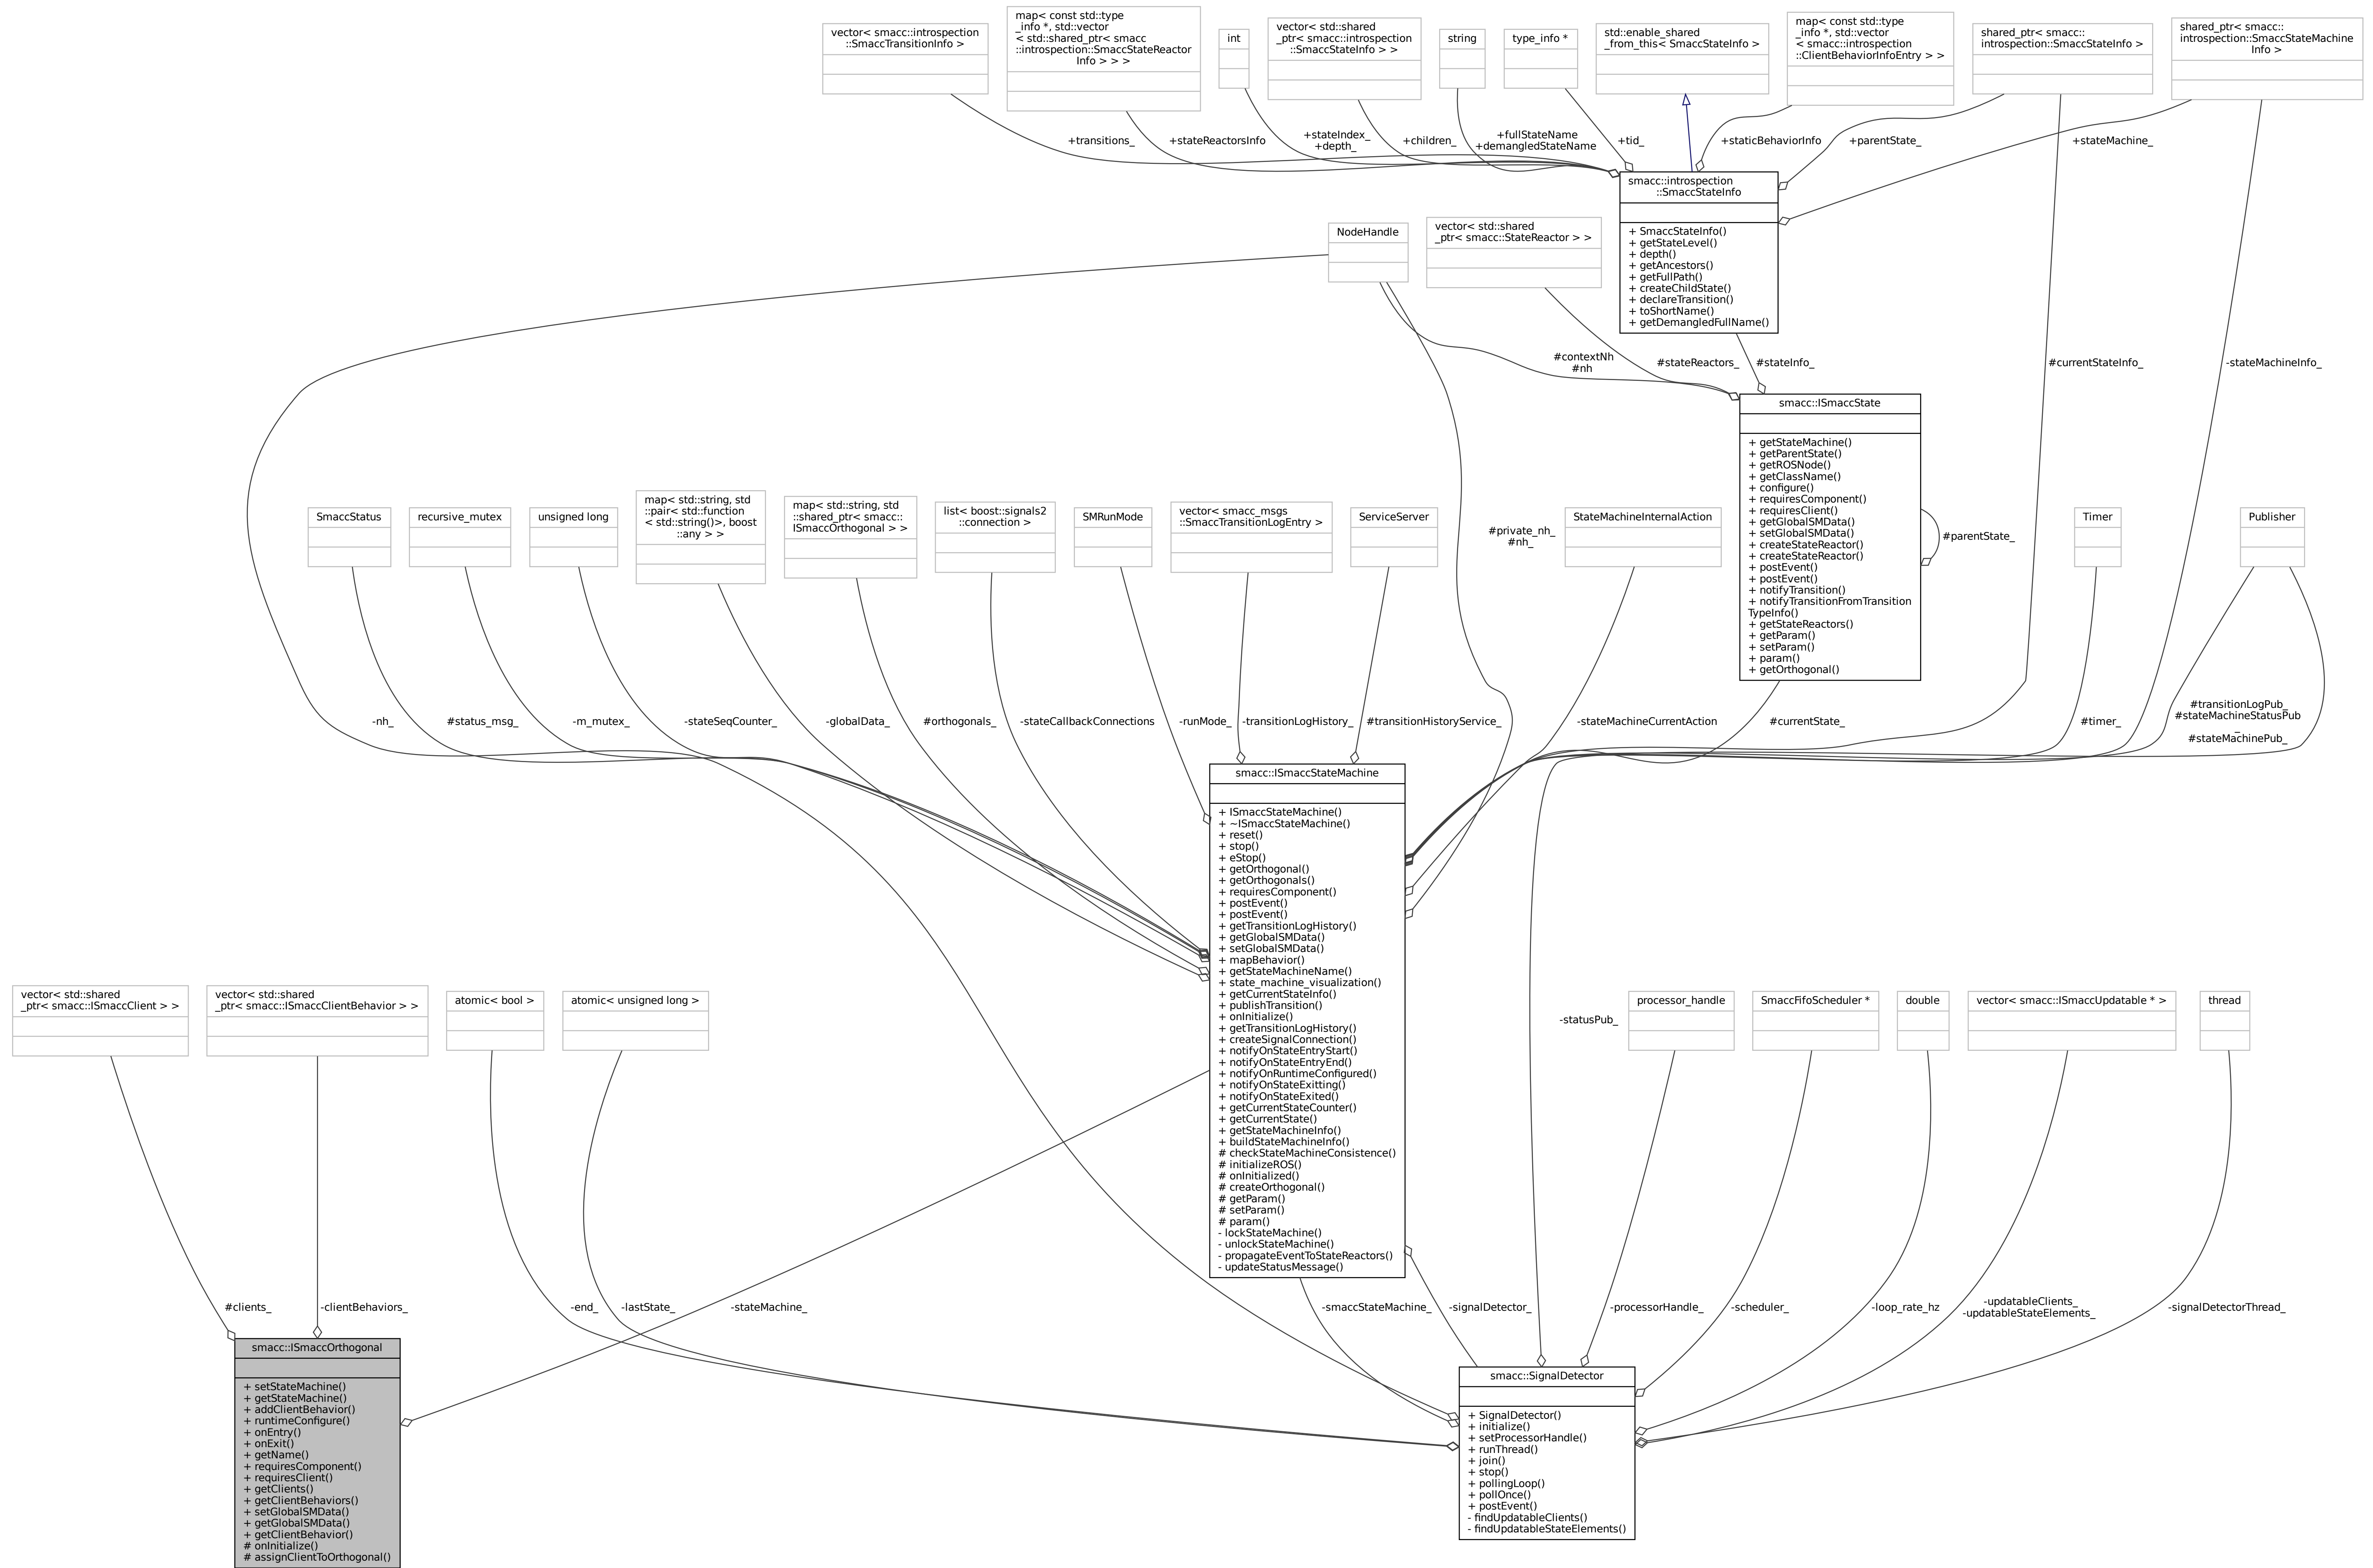 vector< smacc::introspection
::SmaccTransitionInfo >
map< const std::type
_info *, std::vector
< std::shared_ptr< smacc
::introspection::SmaccStateReactor
Info > > >
int
vector< std::shared
_ptr< smacc::introspection
::SmaccStateInfo > >
string
type_info *
std::enable_shared
_from_this< SmaccStateInfo >
map< const std::type
_info *, std::vector
< smacc::introspection
::ClientBehaviorInfoEntry > >
shared_ptr< smacc::
introspection::SmaccStateInfo >
shared_ptr< smacc::
introspection::SmaccStateMachine
Info >
+transitions_
+stateReactorsInfo
+stateIndex_
+depth_
+children_
+fullStateName
+demangledStateName
+tid_
+staticBehaviorInfo
+parentState_
+stateMachine_
smacc::introspection
::SmaccStateInfo
+ SmaccStateInfo()
+ getStateLevel()
+ depth()
+ getAncestors()
+ getFullPath()
+ createChildState()
+ declareTransition()
+ toShortName()
+ getDemangledFullName()
NodeHandle
vector< std::shared
_ptr< smacc::StateReactor > >
#contextNh
#nh
#stateReactors_
#stateInfo_
#currentStateInfo_
-stateMachineInfo_
smacc::ISmaccState
+ getStateMachine()
+ getParentState()
+ getROSNode()
+ getClassName()
+ configure()
+ requiresComponent()
+ requiresClient()
+ getGlobalSMData()
+ setGlobalSMData()
+ createStateReactor()
+ createStateReactor()
+ postEvent()
+ postEvent()
+ notifyTransition()
+ notifyTransitionFromTransition
TypeInfo()
+ getStateReactors()
+ getParam()
+ setParam()
+ param()
+ getOrthogonal()
#parentState_
SmaccStatus
recursive_mutex
unsigned long
map< std::string, std
::pair< std::function
< std::string()>, boost
::any > >
map< std::string, std
::shared_ptr< smacc::
ISmaccOrthogonal > >
list< boost::signals2
::connection >
SMRunMode
vector< smacc_msgs
::SmaccTransitionLogEntry >
ServiceServer
#private_nh_
#nh_
StateMachineInternalAction
Timer
Publisher
-nh_
#status_msg_
-m_mutex_
-stateSeqCounter_
-globalData_
#orthogonals_
-stateCallbackConnections
-runMode_
-transitionLogHistory_
#transitionHistoryService_
-stateMachineCurrentAction
#currentState_
#timer_
#transitionLogPub_
#stateMachineStatusPub
_
#stateMachinePub_
smacc::ISmaccStateMachine
+ ISmaccStateMachine()
+ ~ISmaccStateMachine()
+ reset()
+ stop()
+ eStop()
+ getOrthogonal()
+ getOrthogonals()
+ requiresComponent()
+ postEvent()
+ postEvent()
+ getTransitionLogHistory()
+ getGlobalSMData()
+ setGlobalSMData()
+ mapBehavior()
+ getStateMachineName()
+ state_machine_visualization()
+ getCurrentStateInfo()
+ publishTransition()
+ onInitialize()
+ getTransitionLogHistory()
+ createSignalConnection()
+ notifyOnStateEntryStart()
+ notifyOnStateEntryEnd()
+ notifyOnRuntimeConfigured()
+ notifyOnStateExitting()
+ notifyOnStateExited()
+ getCurrentStateCounter()
+ getCurrentState()
+ getStateMachineInfo()
+ buildStateMachineInfo()
# checkStateMachineConsistence()
# initializeROS()
# onInitialized()
# createOrthogonal()
# getParam()
# setParam()
# param()
- lockStateMachine()
- unlockStateMachine()
- propagateEventToStateReactors()
- updateStatusMessage()
vector< std::shared
_ptr< smacc::ISmaccClient > >
vector< std::shared
_ptr< smacc::ISmaccClientBehavior > >
atomic< bool >
atomic< unsigned long >
-statusPub_
processor_handle
SmaccFifoScheduler *
double
vector< smacc::ISmaccUpdatable * >
thread
#clients_
-clientBehaviors_
-end_
-lastState_
-stateMachine_
-smaccStateMachine_
-signalDetector_
-processorHandle_
-scheduler_
-loop_rate_hz
-updatableClients_
-updatableStateElements_
-signalDetectorThread_
smacc::ISmaccOrthogonal
+ setStateMachine()
+ getStateMachine()
+ addClientBehavior()
+ runtimeConfigure()
+ onEntry()
+ onExit()
+ getName()
+ requiresComponent()
+ requiresClient()
+ getClients()
+ getClientBehaviors()
+ setGlobalSMData()
+ getGlobalSMData()
+ getClientBehavior()
# onInitialize()
# assignClientToOrthogonal()
smacc::SignalDetector
+ SignalDetector()
+ initialize()
+ setProcessorHandle()
+ runThread()
+ join()
+ stop()
+ pollingLoop()
+ pollOnce()
+ postEvent()
- findUpdatableClients()
- findUpdatableStateElements()